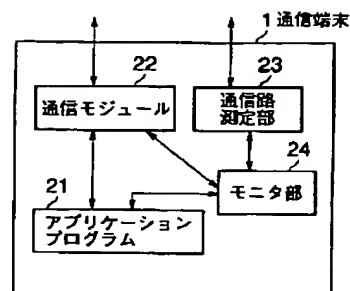 1 通信端末
22
通信モジュール
23
通信路
測定部
24
モニタ部
21
アプリケーション
プログラム